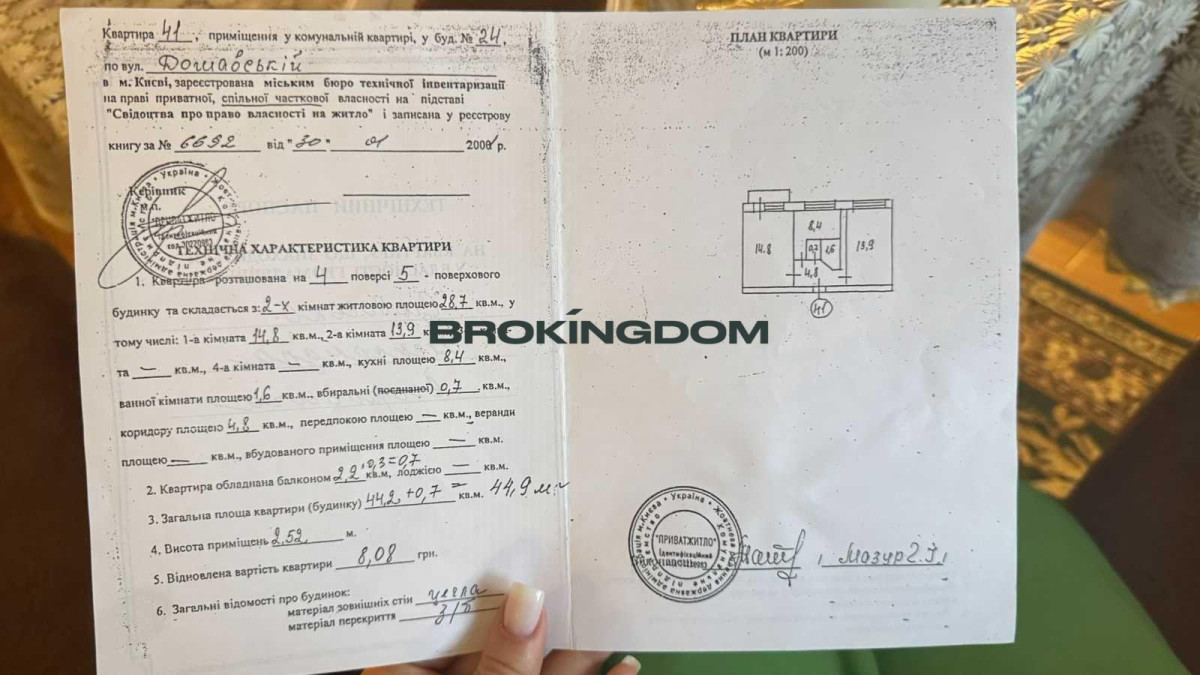 Квартира 41, приміщення у комунальній квартирі, у буд. № 24,
по вул. Дошавській
в м. Києві, зареєстрована міським бюро технічної інвентаризації
на праві приватної, спільної часткової власності на підставі
"Свідоцтва про право власності на житло" і записана у реєстрову
книгу за № 6692 від "30" 01 2001 р.
Керівник
м.п.
"ПРИВАТЖИТЛО"
ТЕХНІЧНА ХАРАКТЕРИСТИКА КВАРТИРИ
1. Квартира розташована на 4 поверсі 5 - поверхового
будинку та складається з: 2-х кімнат житловою площею 28,7 кв.м., у
тому числі: 1-а кімната 14,8 кв.м., 2-а кімната 13,9
та — кв.м., 4-а кімната — кв.м., кухні площею 8,4 кв.м.,
ванної кімнати площею 1,6 кв.м., вбиральні (поєднаної) 0,7 кв.м.,
коридору площею 4,8 кв.м., передпокою площею — кв.м., веранди
площею — кв.м., вбудованого приміщення площею — кв.м.
2. Квартира обладнана балконом 2,2·0,3=0,7 кв.м, лоджією — кв.м.
3. Загальна площа квартири (будинку) 44,2+0,7= кв.м. 44,9 м²
4. Висота приміщень 2,52 м.
5. Відновлена вартість квартири 8,08 грн.
6. Загальні відомості про будинок:
матеріал зовнішніх стін цегла
матеріал перекриття З/Б
ПЛАН КВАРТИРИ
(м 1: 200)
8,4
14.8
0,7
1,6
13,9
4,8
41
BROKINGDOM
Україна
м.Києва
Жовтнева
"ПРИВАТЖИТЛО"
Ідентифікаційний
Мазур